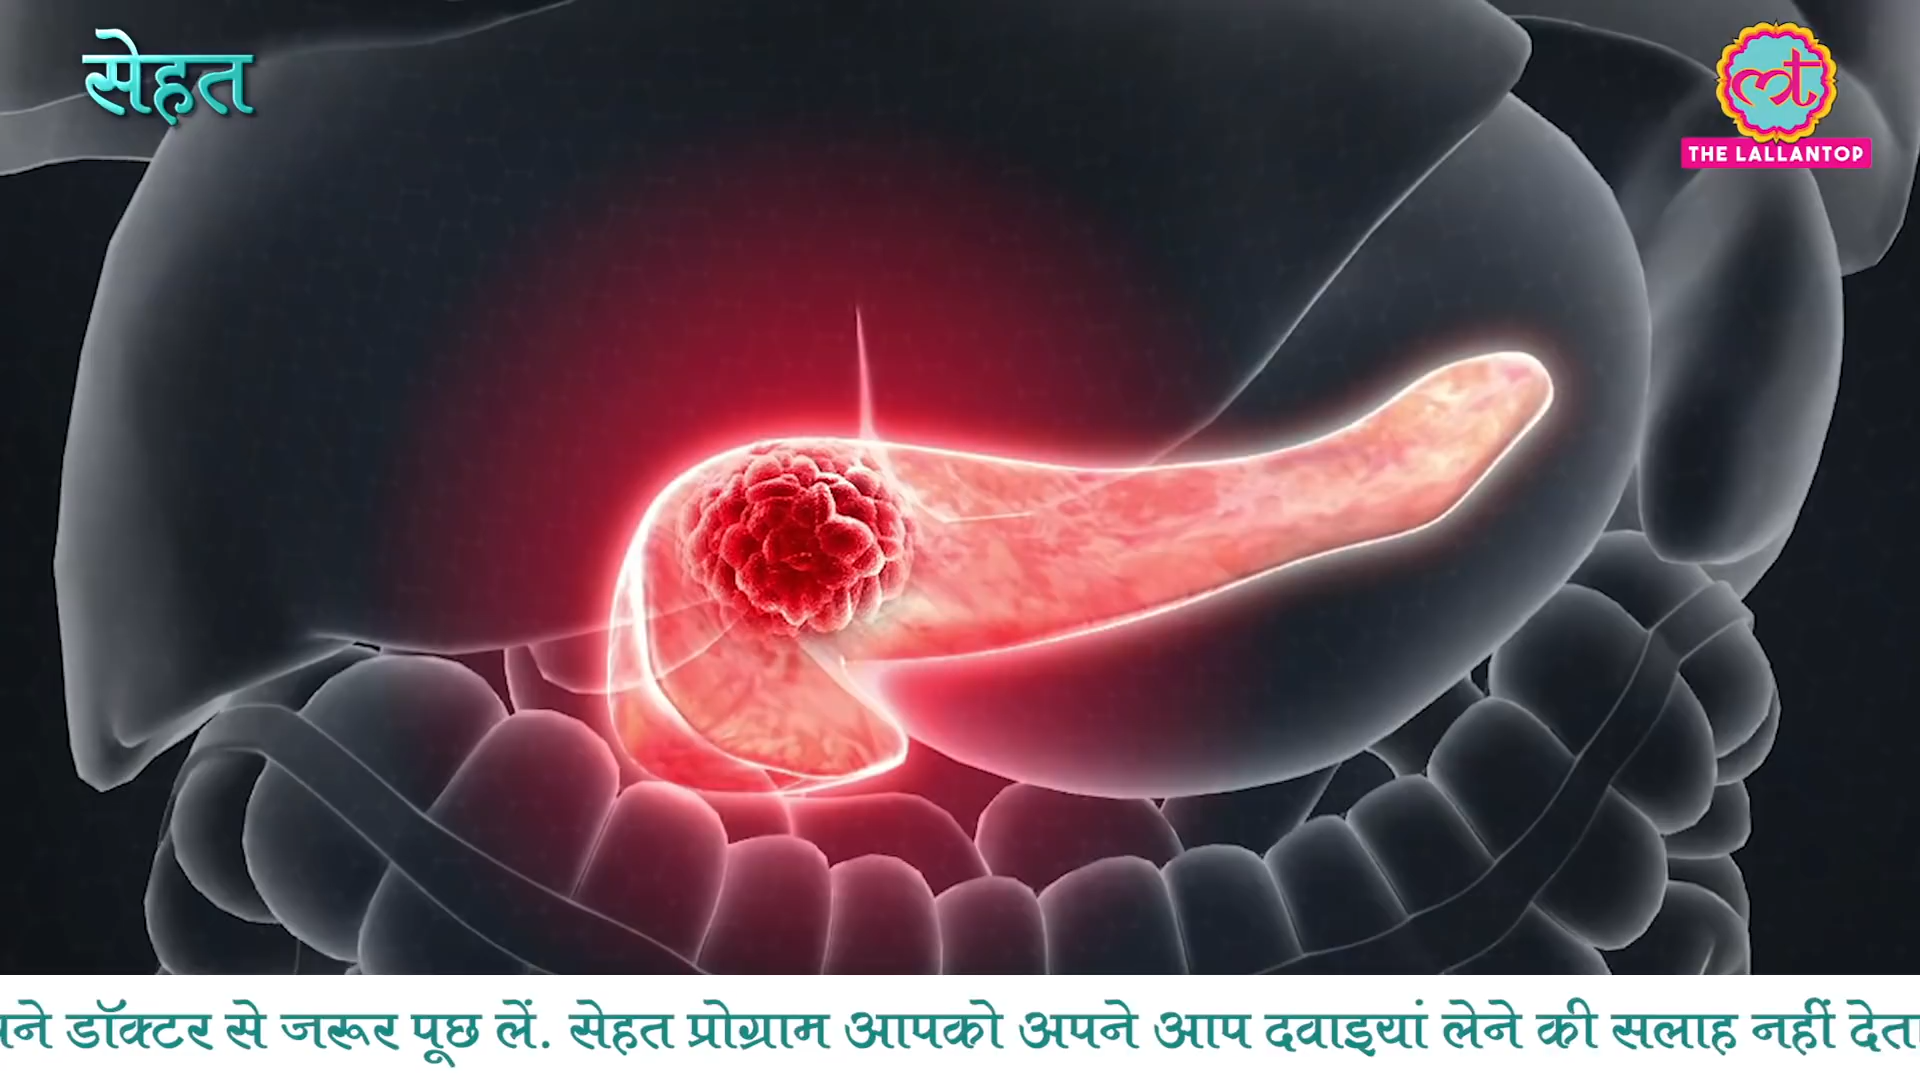 सेहत
THE LALLANTOP
डॉक्टर से जरूर पूछ लें. सेहत प्रोग्राम आपको अपने आप दवाइयां लेने की सलाह नहीं देता